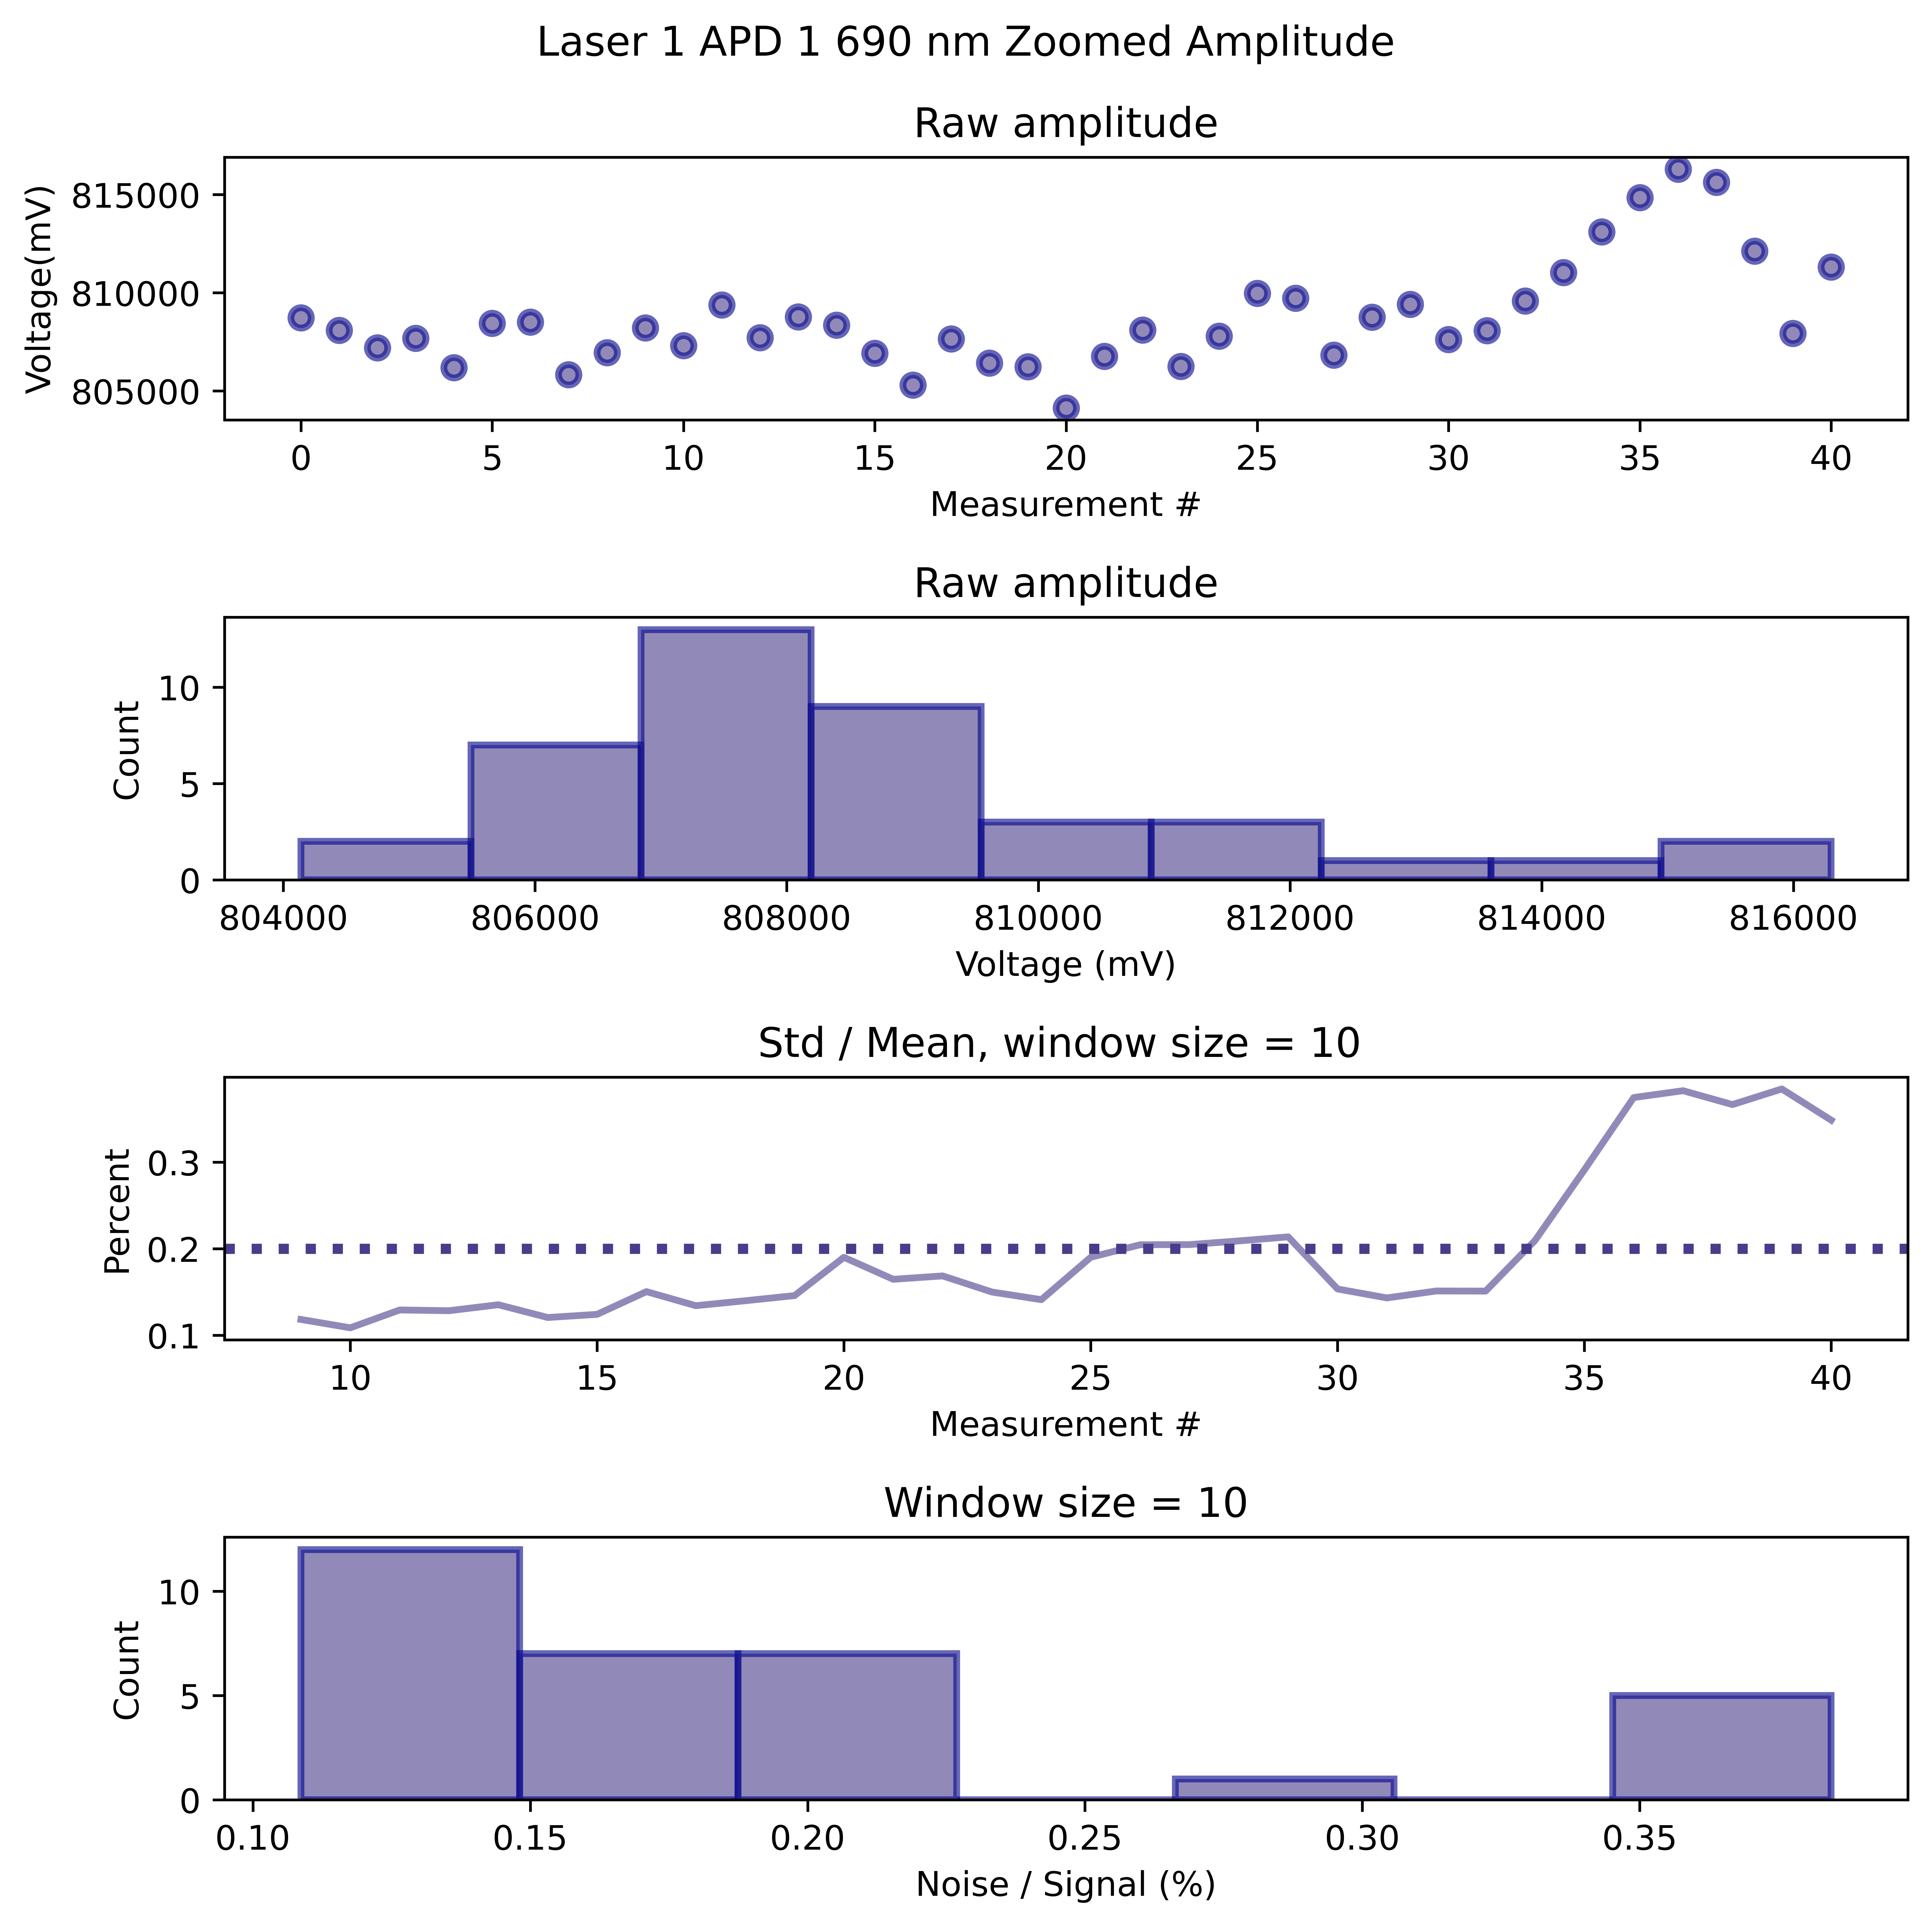 Laser 1 APD 1 690 nm Zoomed Amplitude
Raw amplitude
Voltage(mV)
815000
810000
805000
0 5 10 15 20 25 30 35 40
Measurement #
Raw amplitude
Count
10
5
0
804000 806000 808000 810000 812000 814000 816000
Voltage (mV)
Std / Mean, window size = 10
Percent
0.3
0.2
0.1
10 15 20 25 30 35 40
Measurement #
Window size = 10
Count
10
5
0
0.10 0.15 0.20 0.25 0.30 0.35
Noise / Signal (%)